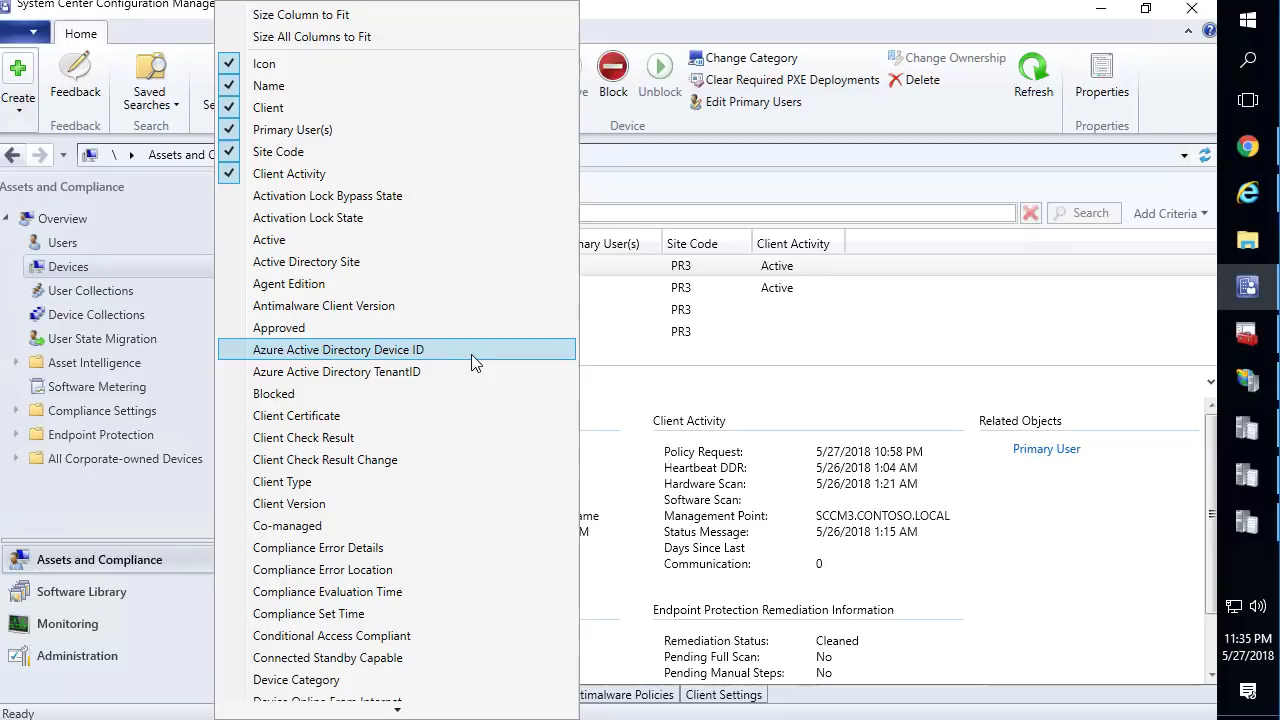 System Center Configuration Manage
Home
Create
Feedback
Saved
Searches
Se
Feedback
Search
Size Column to Fit
Size All Columns to Fit
Icon
Name
Client
Primary User(s)
Site Code
Client Activity
Activation Lock Bypass State
Activation Lock State
Active
Active Directory Site
Agent Edition
Antimalware Client Version
Approved
Azure Active Directory Device ID
Azure Active Directory TenantID
Blocked
Client Certificate
Client Check Result
Client Check Result Change
Client Type
Client Version
Co-managed
Compliance Error Details
Compliance Error Location
Compliance Evaluation Time
Compliance Set Time
Conditional Access Compliant
Connected Standby Capable
Device Category
Device Online From Internet
ve
Block
Unblock
Change Category
Clear Required PXE Deployments
Edit Primary Users
Change Ownership
Delete
Device
Refresh
Properties
Properties
\ Assets and C
Assets and Compliance
Overview
Users
Devices
User Collections
Device Collections
User State Migration
Asset Intelligence
Software Metering
Compliance Settings
Endpoint Protection
All Corporate-owned Devices
Assets and Compliance
Software Library
Monitoring
Administration
Ready
Search
Add Criteria
mary User(s) Site Code Client Activity
PR3 Active
PR3 Active
PR3
PR3
ame
M
Client Activity
Policy Request: 5/27/2018 10:58 PM
Heartbeat DDR: 5/26/2018 1:04 AM
Hardware Scan: 5/26/2018 1:21 AM
Software Scan:
Management Point: SCCM3.CONTOSO.LOCAL
Status Message: 5/26/2018 1:15 AM
Days Since Last
Communication: 0
Endpoint Protection Remediation Information
Remediation Status: Cleaned
Pending Full Scan: No
Pending Manual Steps: No
Related Objects
Primary User
timalware Policies
Client Settings
11:35 PM
5/27/2018